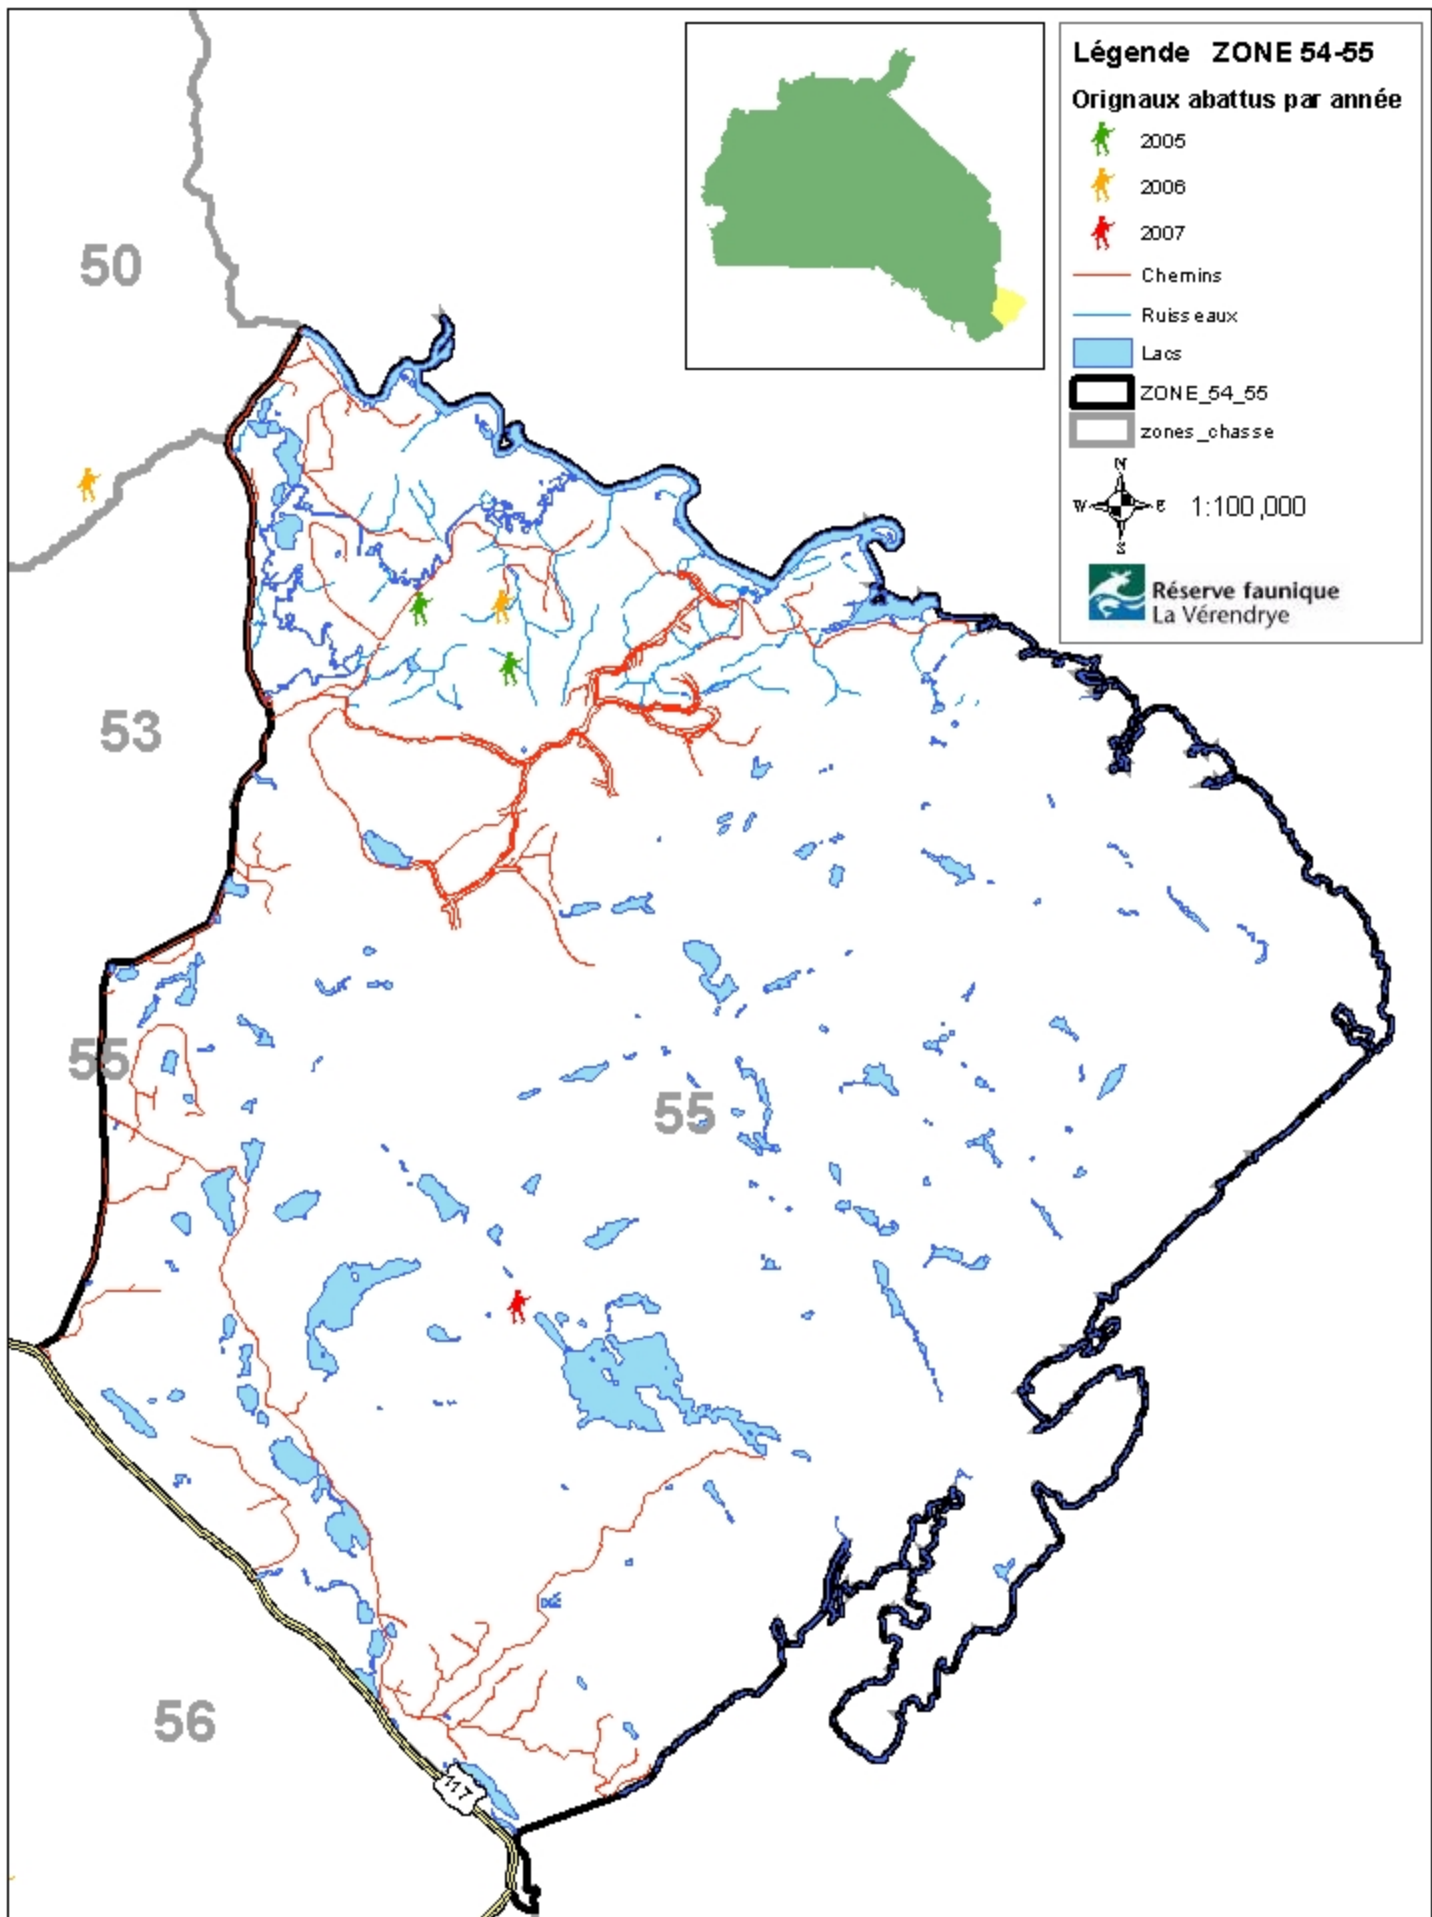 Légende ZONE 54-55
Orignaux abattus par année
2005
2006
2007
Chemins
Ruisseaux
Lacs
ZONE_54_55
zones_chasse
N
W E
S
1:100,000
Réserve faunique
La Vérendrye
50
53
55
55
56
117